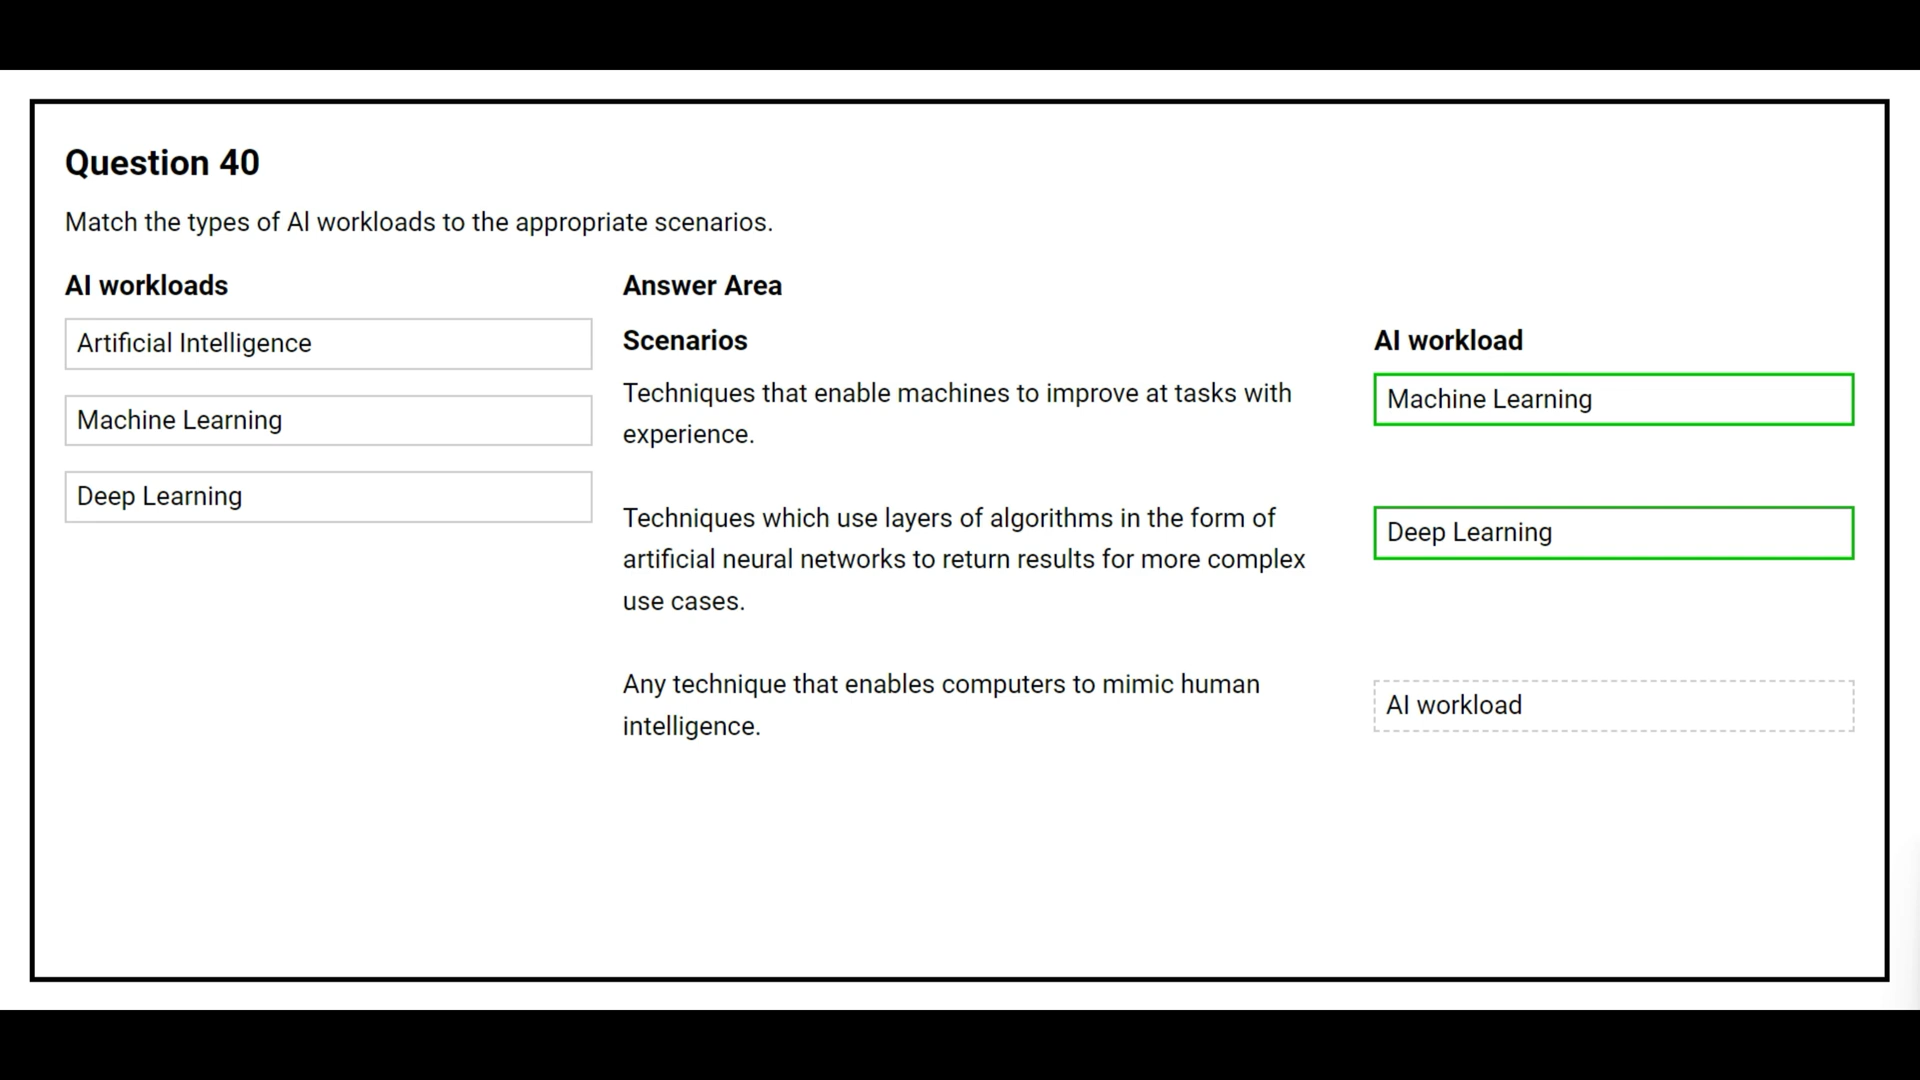 Question 40
Match the types of AI workloads to the appropriate scenarios.
AI workloads
Artificial Intelligence
Machine Learning
Deep Learning
Answer Area
Scenarios
AI workload
Techniques that enable machines to improve at tasks with
experience.
Machine Learning
Techniques which use layers of algorithms in the form of
artificial neural networks to return results for more complex
use cases.
Deep Learning
Any technique that enables computers to mimic human
intelligence.
AI workload